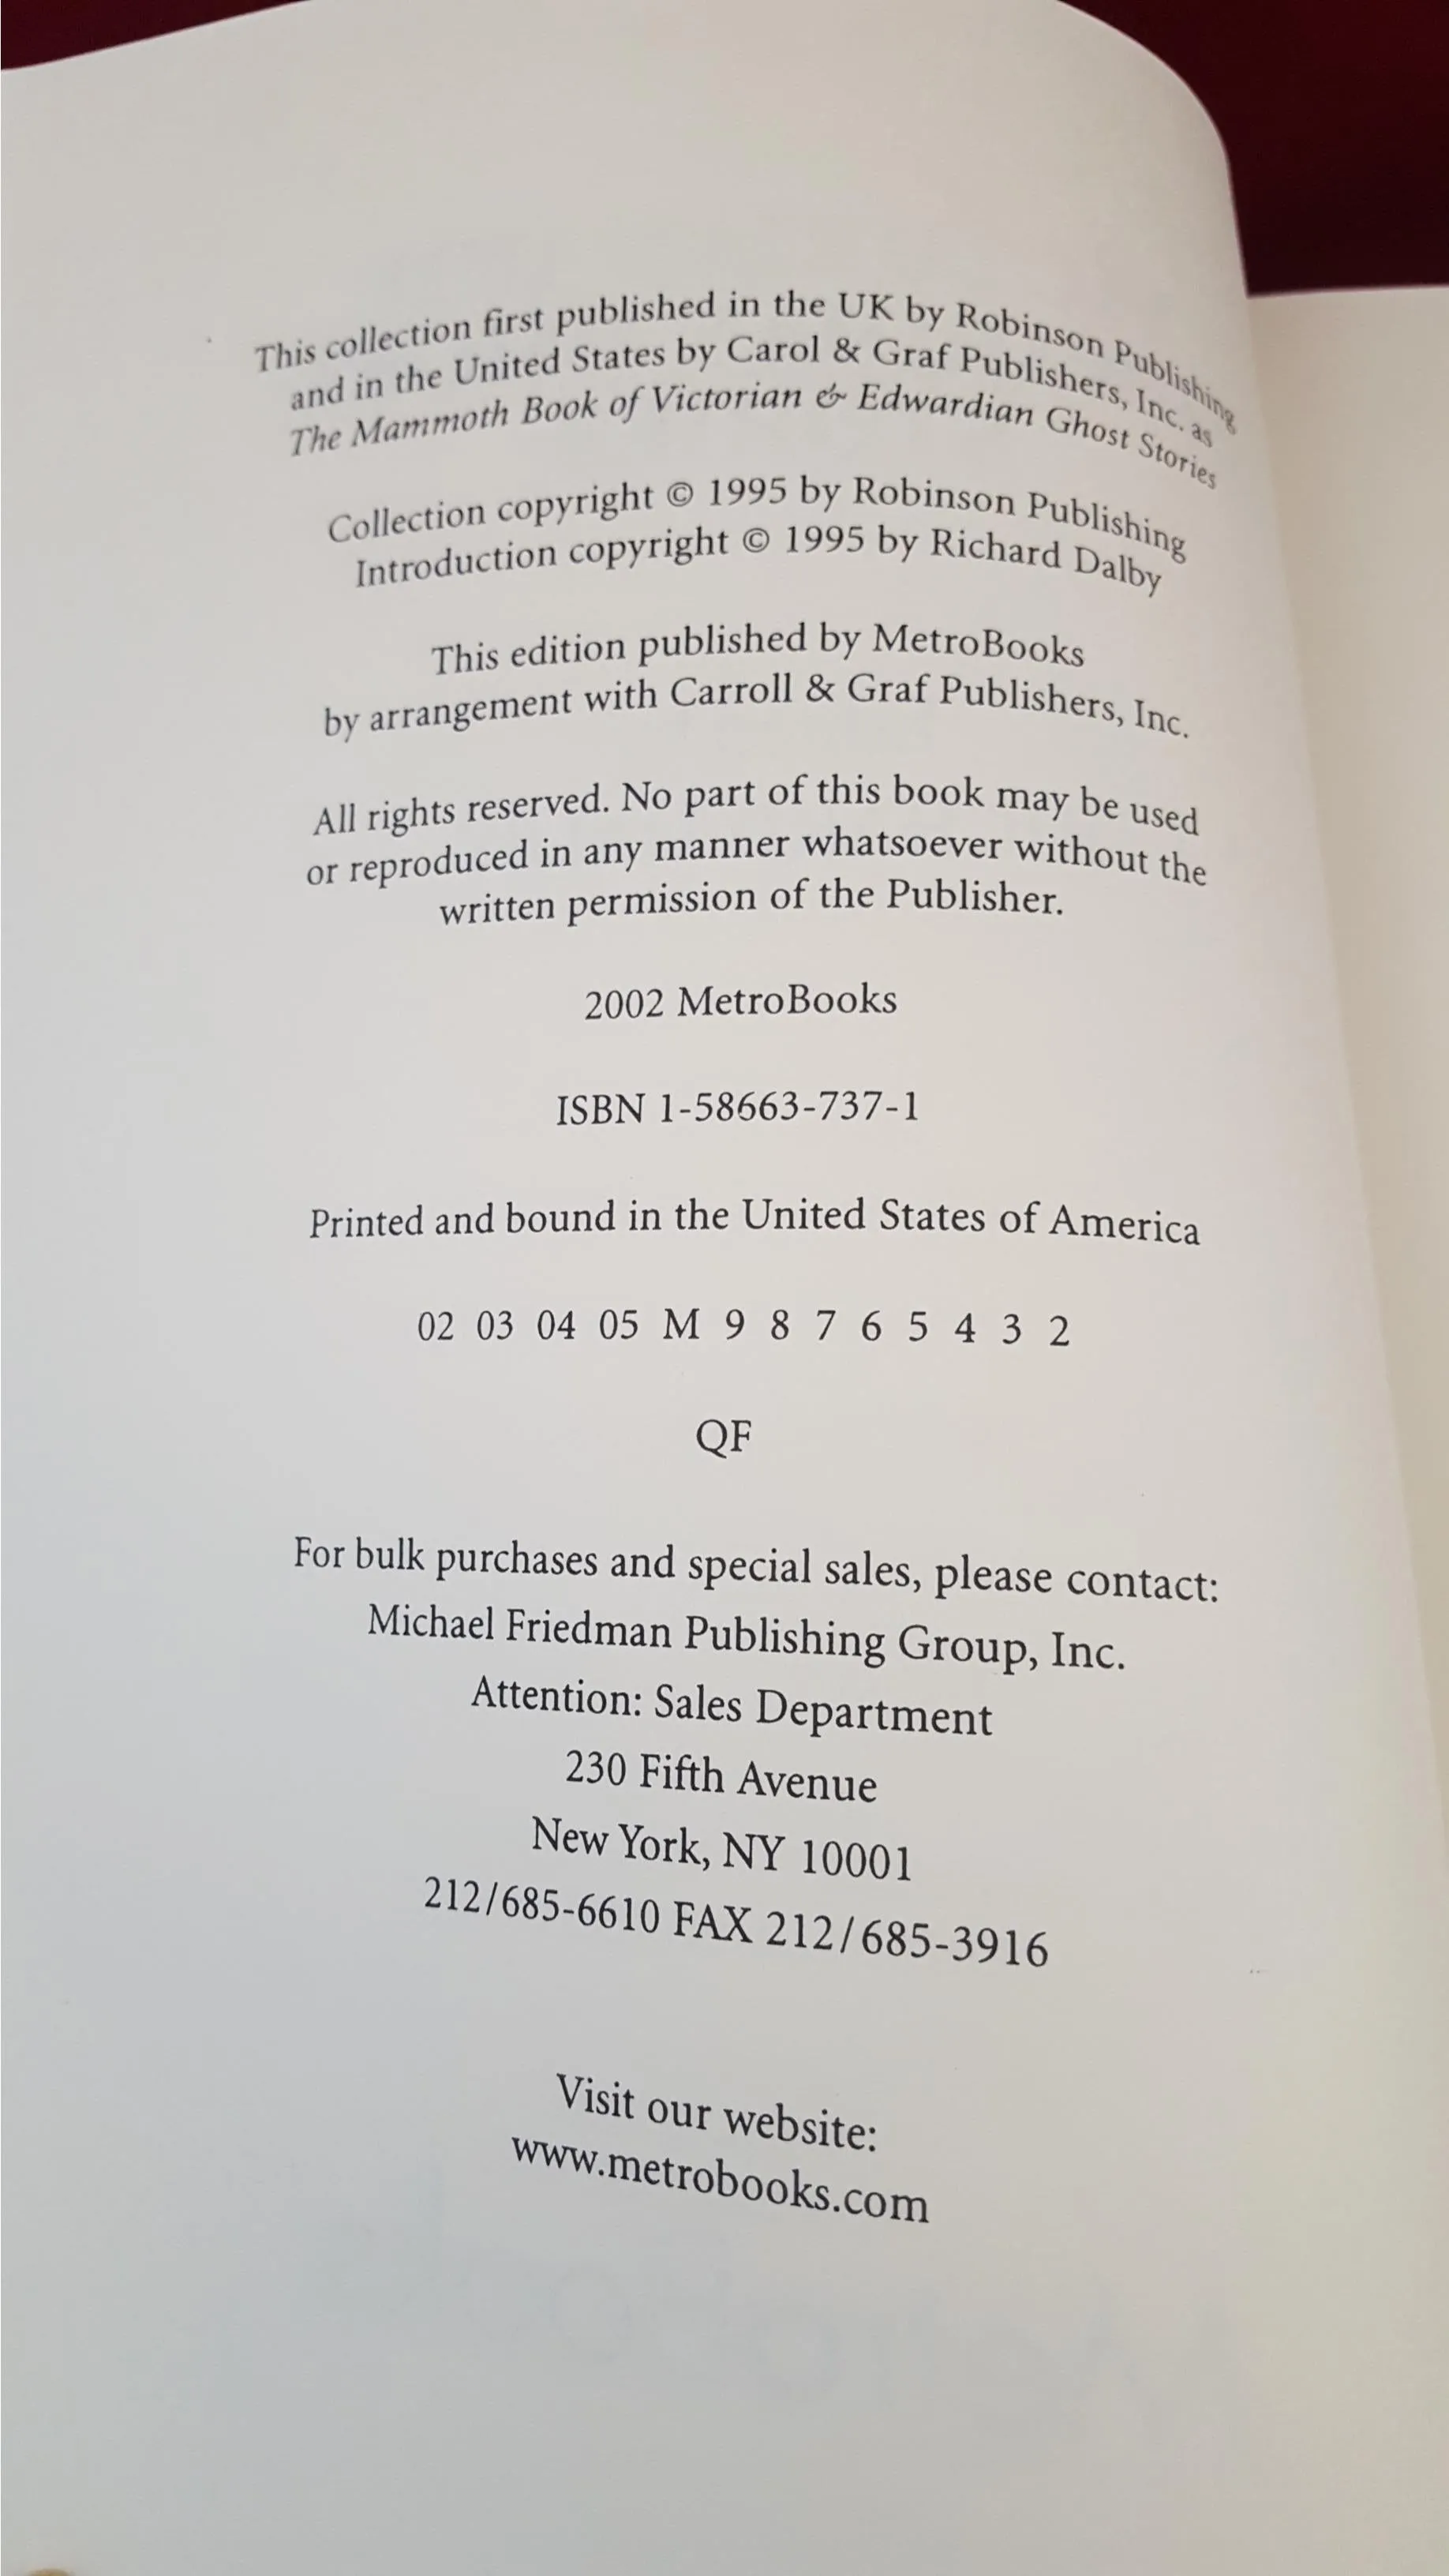 This collection first published in the UK by Robinson Publishing
and in the United States by Carol & Graf Publishers, Inc. as
The Mammoth Book of Victorian & Edwardian Ghost Stories
Collection copyright © 1995 by Robinson Publishing
Introduction copyright © 1995 by Richard Dalby
This edition published by MetroBooks
by arrangement with Carroll & Graf Publishers, Inc.
All rights reserved. No part of this book may be used
or reproduced in any manner whatsoever without the
written permission of the Publisher.
2002 MetroBooks
ISBN 1-58663-737-1
Printed and bound in the United States of America
02 03 04 05 M 9 8 7 6 5 4 3 2
QF
For bulk purchases and special sales, please contact:
Michael Friedman Publishing Group, Inc.
Attention: Sales Department
230 Fifth Avenue
New York, NY 10001
212/685-6610 FAX 212/685-3916
Visit our website:
www.metrobooks.com